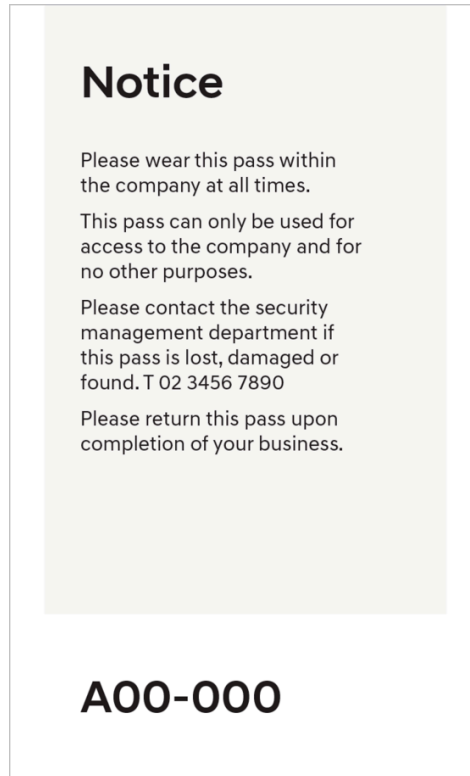 Notice
Please wear this pass within
the company at all times.
This pass can only be used for
access to the company and for
no other purposes.
Please contact the security
management department if
this pass is lost, damaged or
found. T 02 3456 7890
Please return this pass upon
completion of your business.
A00-000